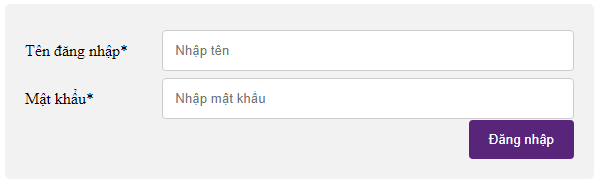 Tên đăng nhập*
Nhập tên
Mật khẩu*
Nhập mật khẩu
Đăng nhập